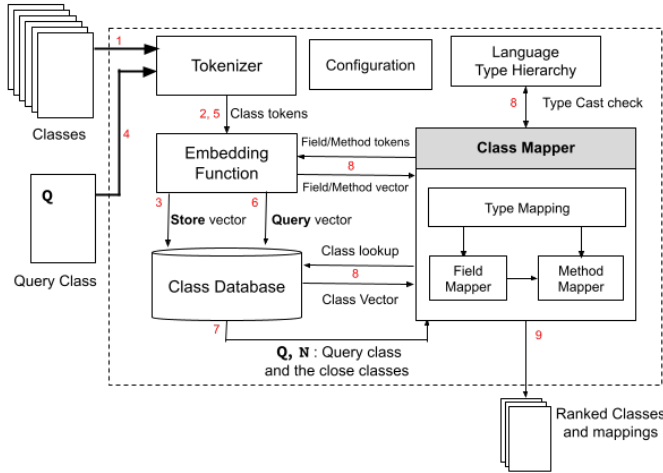 1
Classes
4
Q
Query Class
Tokenizer
Configuration
Language
Type Hierarchy
2, 5
Class tokens
8
Type Cast check
Embedding
Function
Field/Method tokens
8
Field/Method vector
Class Mapper
3
6
Store vector
Query vector
Type Mapping
Field
Mapper
Method
Mapper
Class Database
Class lookup
8
Class Vector
7
Q, N : Query class
and the close classes
9
Ranked Classes
and mappings